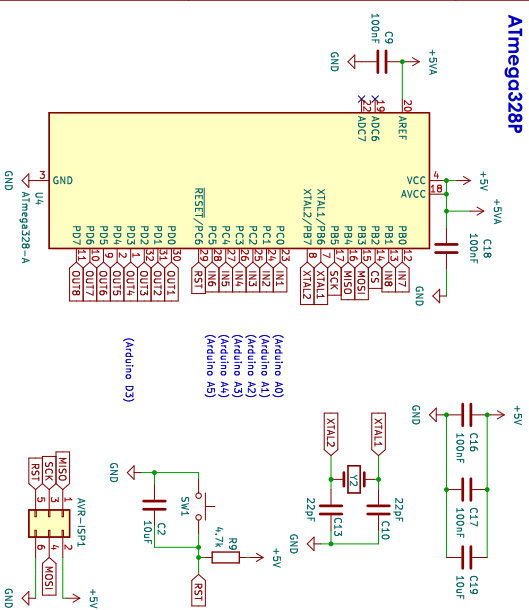 ATmega328P
+5VA
C9
100nF
GND
20
AREF
19
ADC6
22
ADC7
+5V
+5VA
4
VCC
18
AVCC
C18
100nF
GND
PB0 12 IN7
PB1 13 IN8
PB2 14 CS
PB3 15 MOSI
PB4 16 MISO
PB5 17 SCK
XTAL1/PB6 7 XTAL1
XTAL2/PB7 8 XTAL2
PC0 23 IN1 (Arduino A0)
PC1 24 IN2 (Arduino A1)
PC2 25 IN3 (Arduino A2)
PC3 26 IN4 (Arduino A3)
PC4 27 IN5 (Arduino A4)
PC5 28 IN6 (Arduino A5)
RESET/PC6 29 RST
PD0 30 OUT1
PD1 31 OUT2
PD2 32 OUT3
PD3 1 OUT4 (Arduino D3)
PD4 2 OUT5
PD5 9 OUT6
PD6 10 OUT7
PD7 11 OUT8
GND
3
GND
U4
ATmega328-A
+5V
C16
100nF
C17
100nF
C19
10uF
GND
XTAL1
XTAL2
Y2
22pF
C10
22pF
C13
GND
+5V
R9
4.7k
RST
SW1
C2
10uF
GND
AVR-ISP1
MISO 1
SCK 3
RST 5
2 +5V
4 MOSI
6 GND